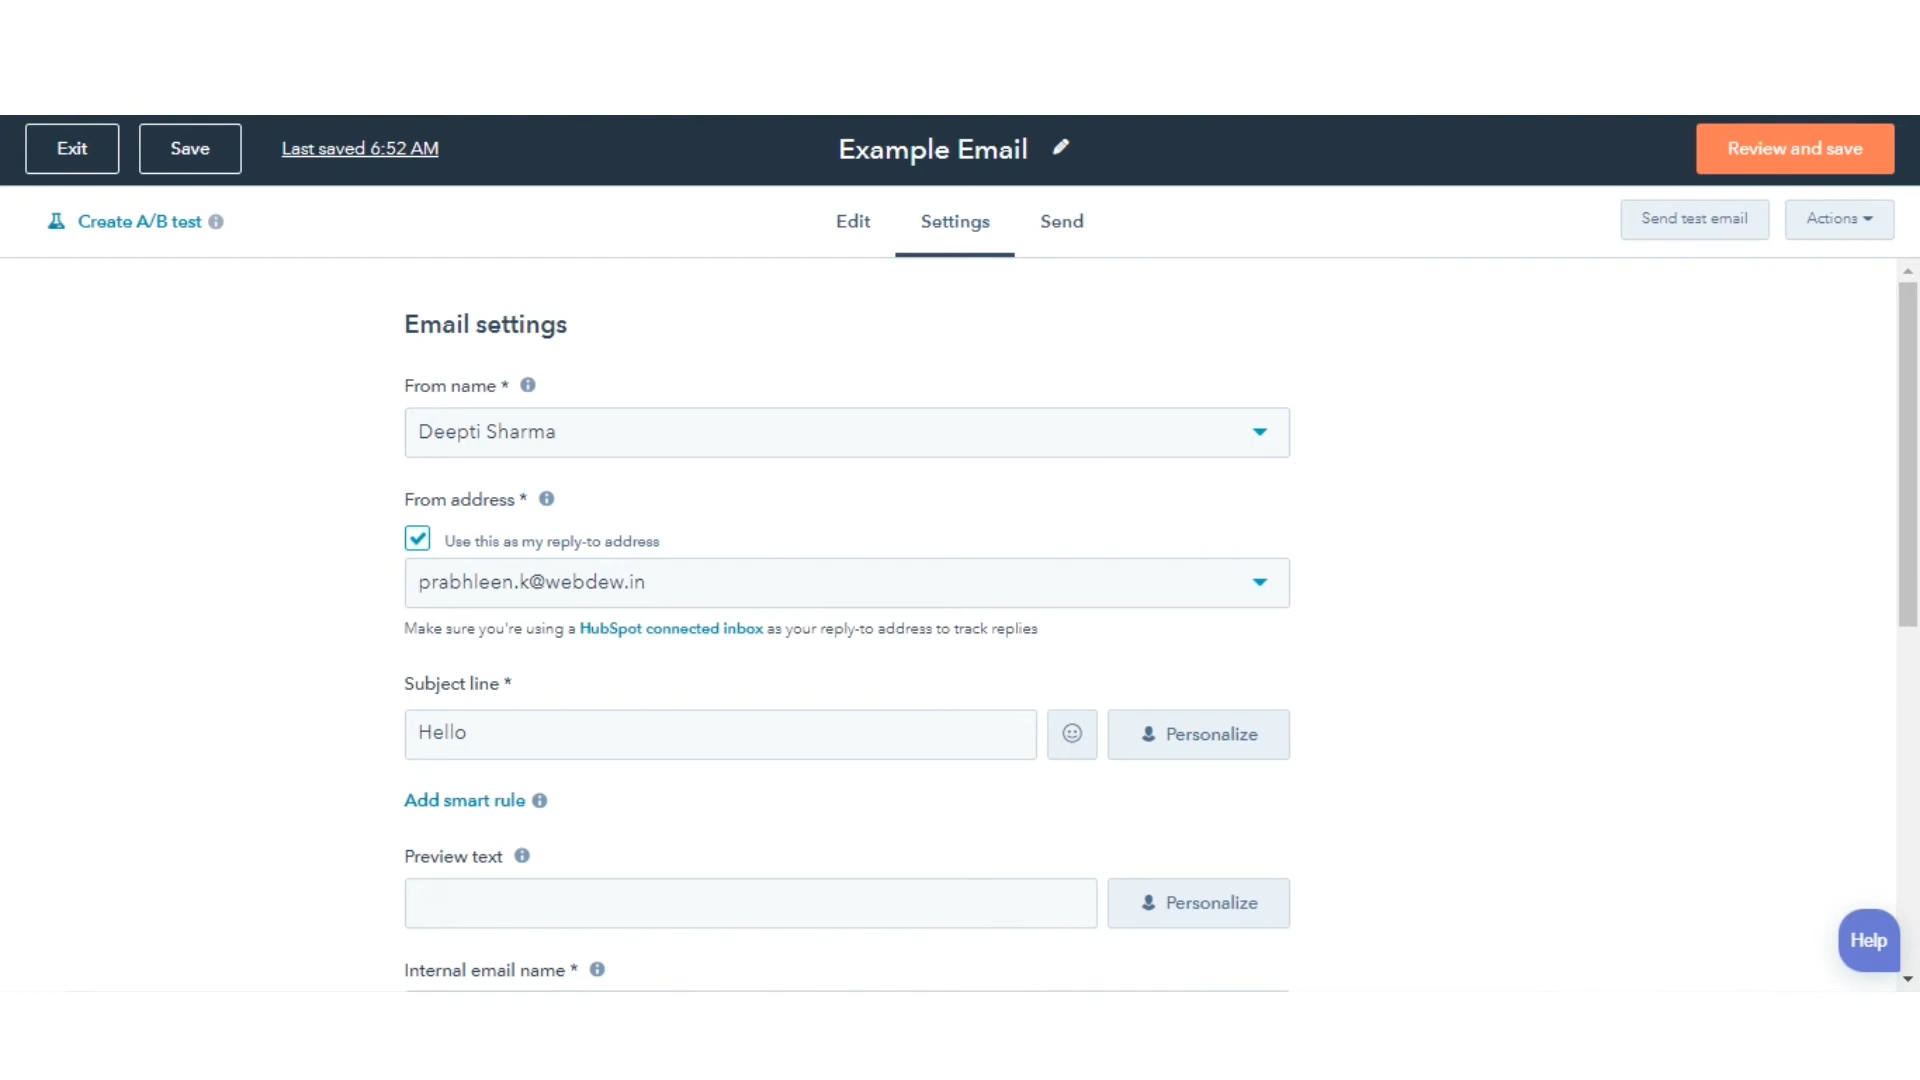 Exit
Save
Last saved 6:52 AM
Example Email
Review and save
Create A/B test
Edit
Settings
Send
Send test email
Actions
Email settings
From name *
Deepti Sharma
From address *
Use this as my reply-to address
prabhleen.k@webdew.in
Make sure you're using a HubSpot connected inbox as your reply-to address to track replies
Subject line *
Hello
Personalize
Add smart rule
Preview text
Personalize
Internal email name *
Help